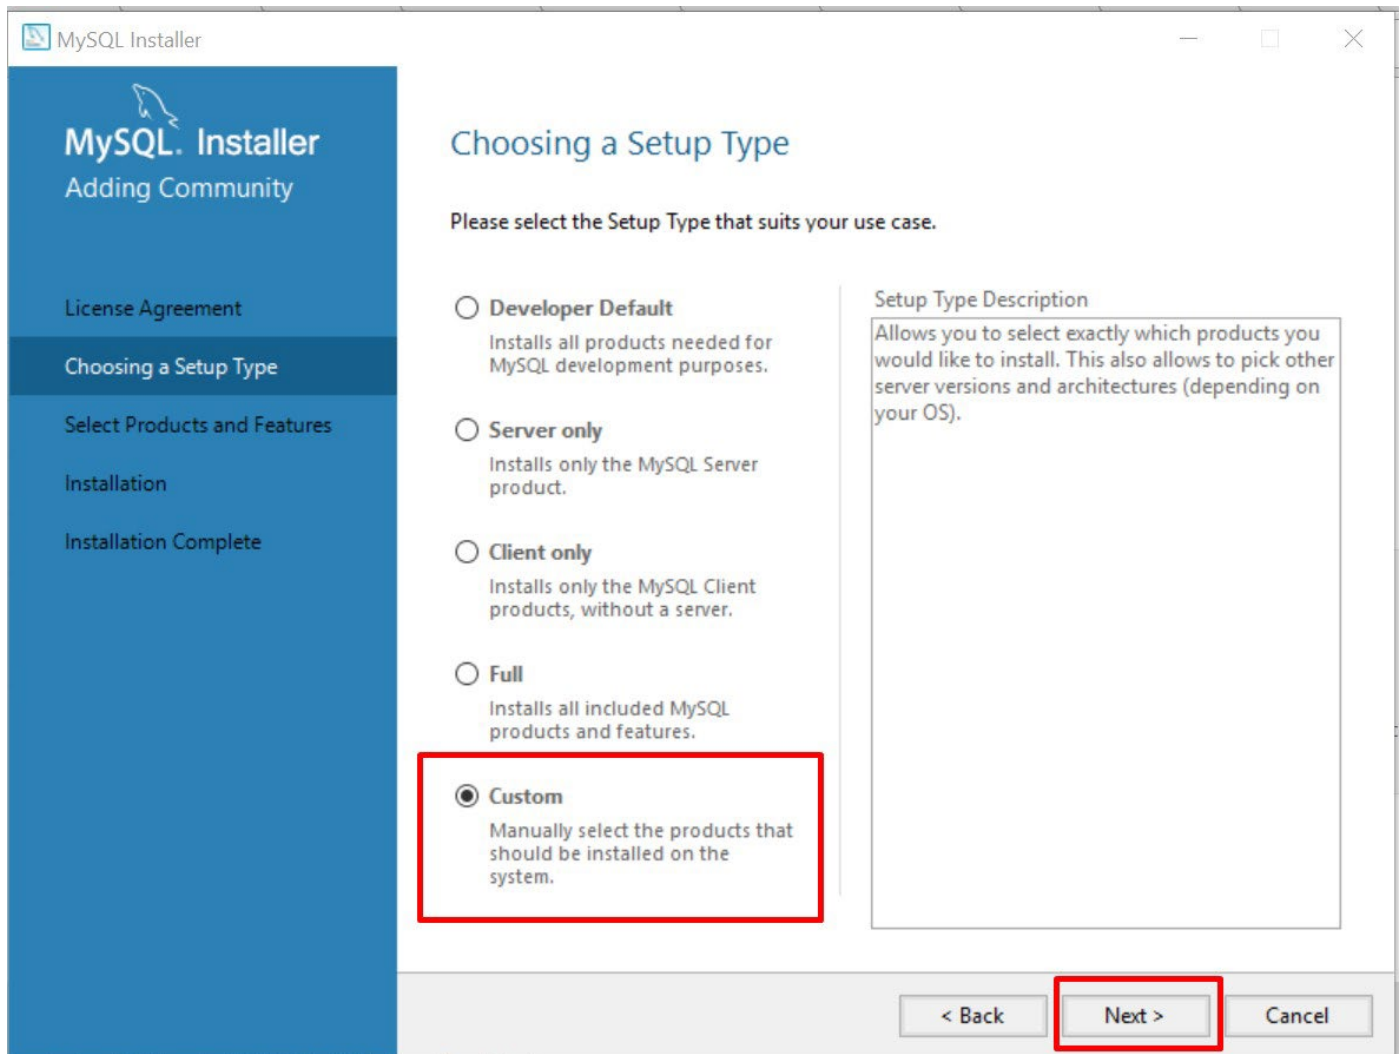 MySQL Installer
MySQL. Installer
Adding Community
License Agreement
Choosing a Setup Type
Select Products and Features
Installation
Installation Complete
Choosing a Setup Type
Please select the Setup Type that suits your use case.
Developer Default
Installs all products needed for
MySQL development purposes.
Server only
Installs only the MySQL Server
product.
Client only
Installs only the MySQL Client
products, without a server.
Full
Installs all included MySQL
products and features.
Custom
Manually select the products that
should be installed on the
system.
Setup Type Description
Allows you to select exactly which products you
would like to install. This also allows to pick other
server versions and architectures (depending on
your OS).
< Back
Next >
Cancel